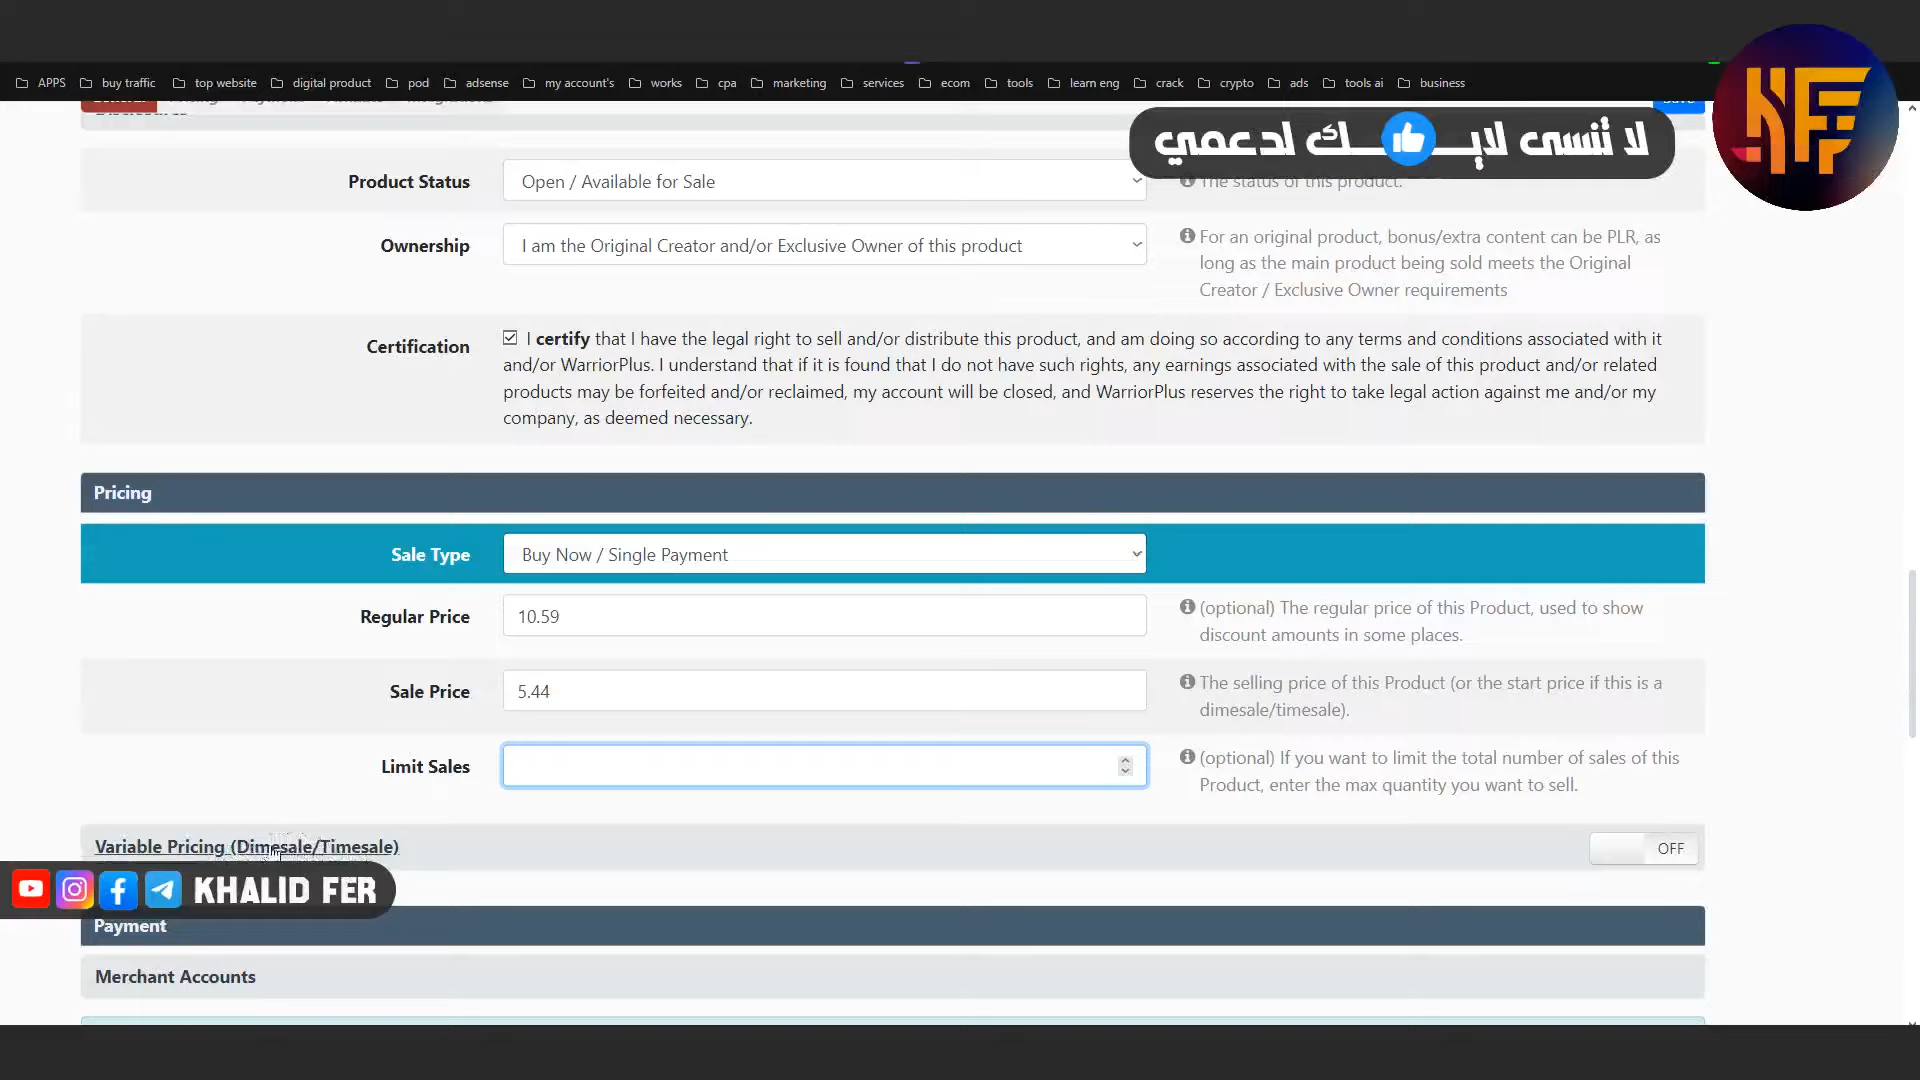 APPS buy traffic top website digital product pod adsense my account's works cpa marketing services ecom tools learn eng crack crypto ads tools ai business
لا تنسى لايـــــك لدعمي
KF
Product Status
Open / Available for Sale
The status of this product.
Ownership
I am the Original Creator and/or Exclusive Owner of this product
For an original product, bonus/extra content can be PLR, as
long as the main product being sold meets the Original
Creator / Exclusive Owner requirements
Certification
I certify that I have the legal right to sell and/or distribute this product, and am doing so according to any terms and conditions associated with it
and/or WarriorPlus. I understand that if it is found that I do not have such rights, any earnings associated with the sale of this product and/or related
products may be forfeited and/or reclaimed, my account will be closed, and WarriorPlus reserves the right to take legal action against me and/or my
company, as deemed necessary.
Pricing
Sale Type
Buy Now / Single Payment
Regular Price
10.59
(optional) The regular price of this Product, used to show
discount amounts in some places.
Sale Price
5.44
The selling price of this Product (or the start price if this is a
dimesale/timesale).
Limit Sales
(optional) If you want to limit the total number of sales of this
Product, enter the max quantity you want to sell.
Variable Pricing (Dimesale/Timesale)
OFF
KHALID FER
Payment
Merchant Accounts